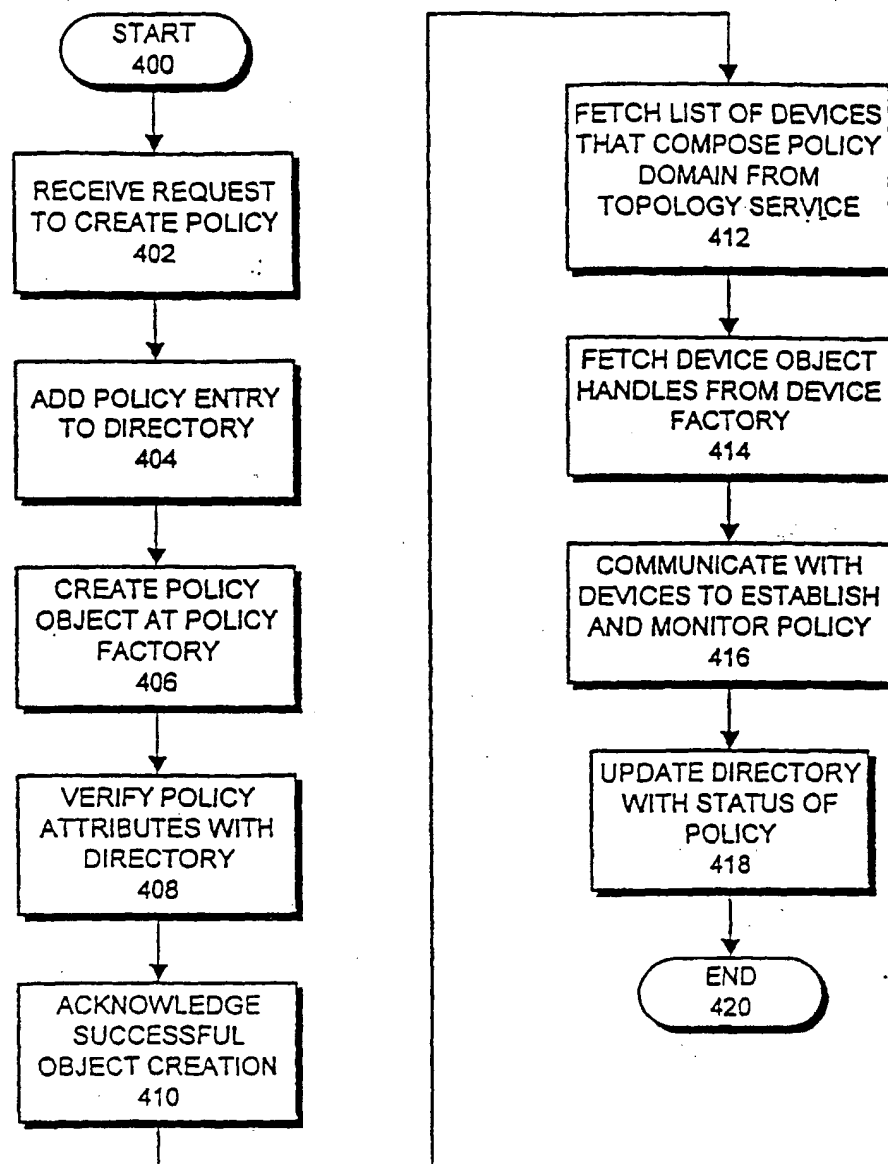 START
400
RECEIVE REQUEST
TO CREATE POLICY
402
ADD POLICY ENTRY
TO DIRECTORY
404
CREATE POLICY
OBJECT AT POLICY
FACTORY
406
VERIFY POLICY
ATTRIBUTES WITH
DIRECTORY
408
ACKNOWLEDGE
SUCCESSFUL
OBJECT CREATION
410
FETCH LIST OF DEVICES
THAT COMPOSE POLICY
DOMAIN FROM
TOPOLOGY SERVICE
412
FETCH DEVICE OBJECT
HANDLES FROM DEVICE
FACTORY
414
COMMUNICATE WITH
DEVICES TO ESTABLISH
AND MONITOR POLICY
416
UPDATE DIRECTORY
WITH STATUS OF
POLICY
418
END
420